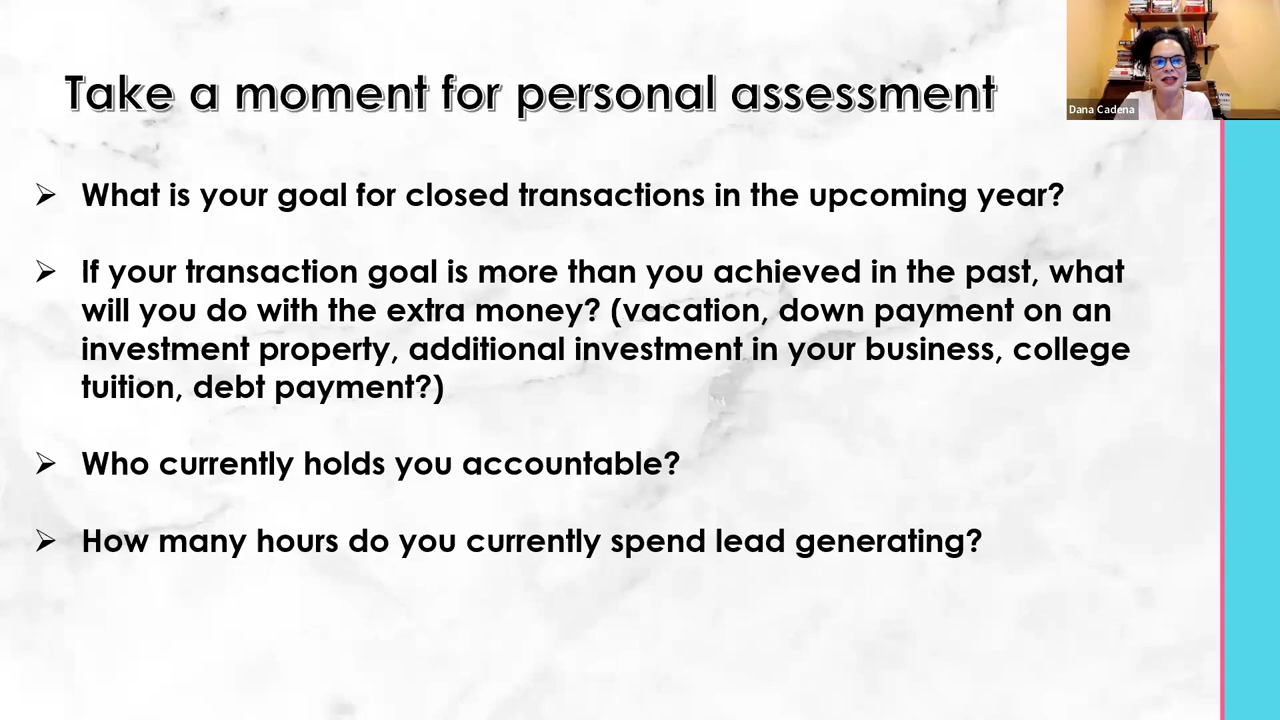 Take a moment for personal assessment
Dana Cadena
➢ What is your goal for closed transactions in the upcoming year?
➢ If your transaction goal is more than you achieved in the past, what
will you do with the extra money? (vacation, down payment on an
investment property, additional investment in your business, college
tuition, debt payment?)
➢ Who currently holds you accountable?
➢ How many hours do you currently spend lead generating?